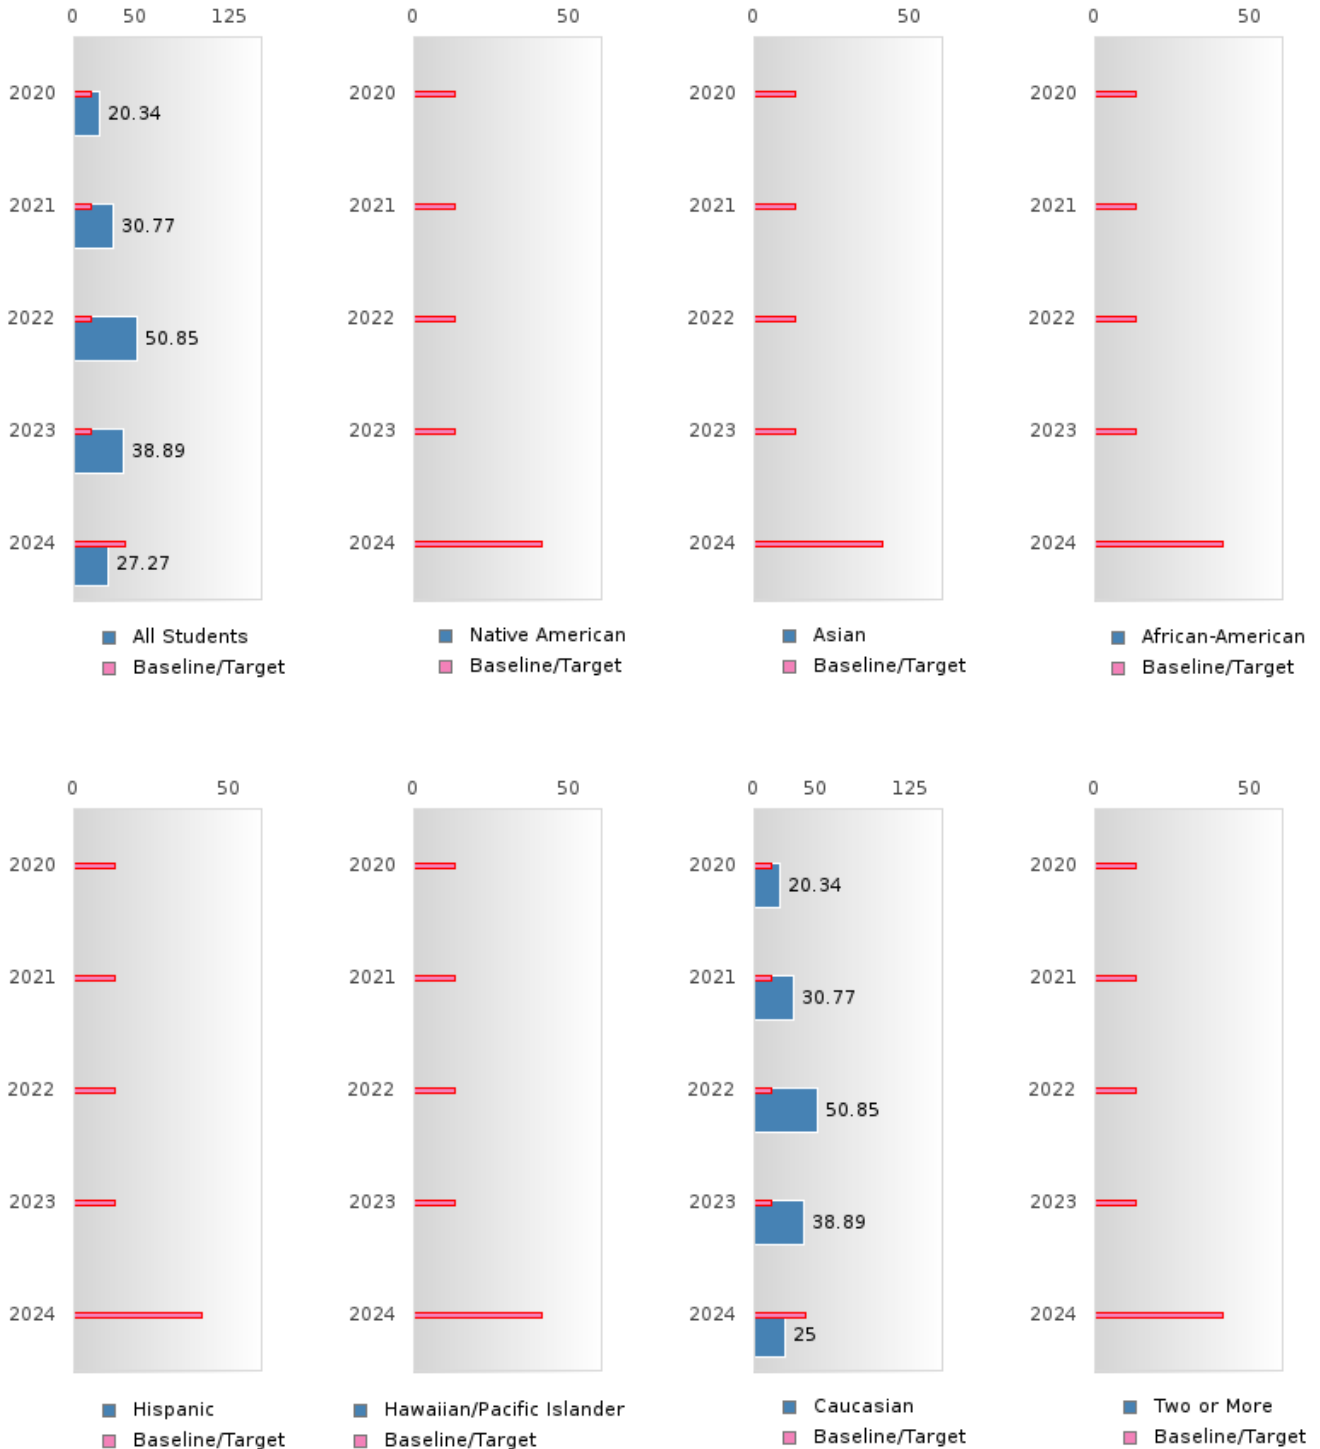 0 50 125
0 50
0 50
0 50
2020 20.34 2020 2020 2020
2021 30.77 2021 2021 2021
2022 50.85 2022 2022 2022
2023 38.89 2023 2023 2023
2024 27.27 2024 2024 2024
All Students
Baseline/Target
Native American
Baseline/Target
Asian
Baseline/Target
African-American
Baseline/Target
0 50
0 50
0 50 125
0 50
2020 2020 2020 20.34 2020
2021 2021 2021 30.77 2021
2022 2022 2022 50.85 2022
2023 2023 2023 38.89 2023
2024 2024 2024 25 2024
Hispanic
Baseline/Target
Hawaiian/Pacific Islander
Baseline/Target
Caucasian
Baseline/Target
Two or More
Baseline/Target